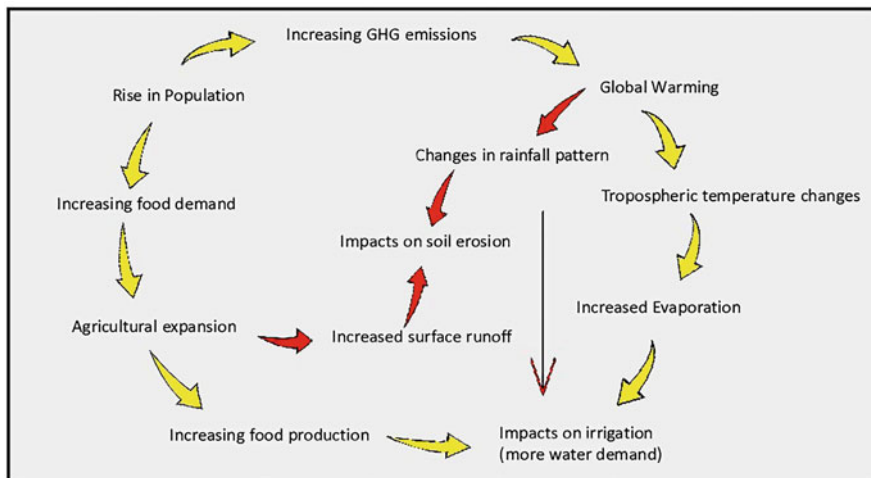 Increasing GHG emissions
Rise in Population
Global Warming
Changes in rainfall pattern
Increasing food demand
Tropospheric temperature changes
Impacts on soil erosion
Increased Evaporation
Agricultural expansion
Increased surface runoff
Increasing food production
Impacts on irrigation
(more water demand)